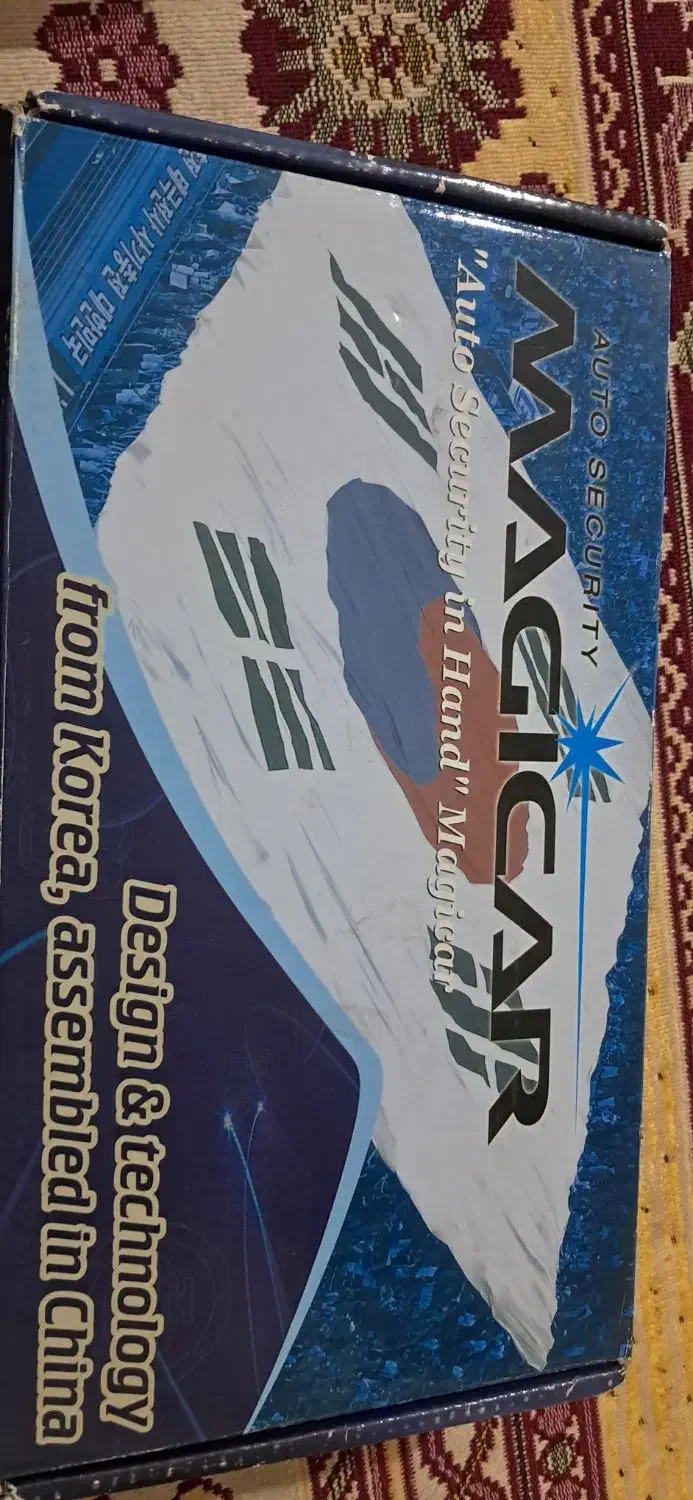 AUTO SECURITY
MAGICAR
"Auto Security in Hand" Magicar
Design & technology
from Korea, assembled in China